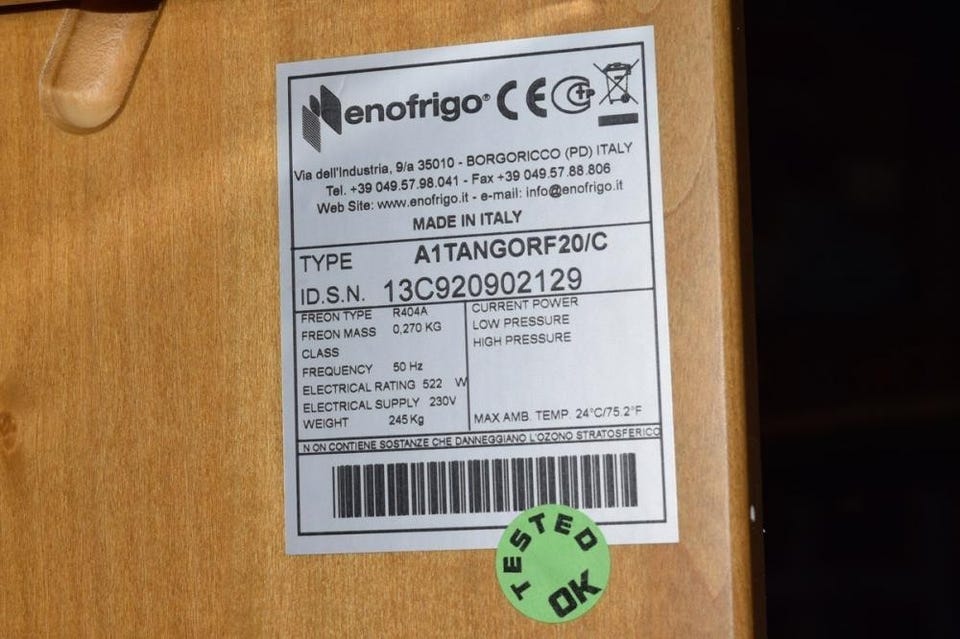 enofrigo®
CE
Via dell'Industria, 9/a 35010 - BORGORICCO (PD) ITALY
Tel. +39 049.57.98.041 - Fax +39 049.57.88.806
Web Site: www.enofrigo.it - e-mail: info@enofrigo.it
MADE IN ITALY
TYPE A1TANGORF20/C
ID.S.N. 13C920902129
FREON TYPE R404A
FREON MASS 0,270 KG
CLASS
FREQUENCY 50 Hz
ELECTRICAL RATING 522 W
ELECTRICAL SUPPLY 230V
WEIGHT 245Kg
CURRENT POWER
LOW PRESSURE
HIGH PRESSURE
MAX AMB. TEMP. 24°C/75.2°F
N ON CONTIENE SOSTANZE CHE DANNEGGIANO L'OZONO STRATOSFERICO
TESTED
OK